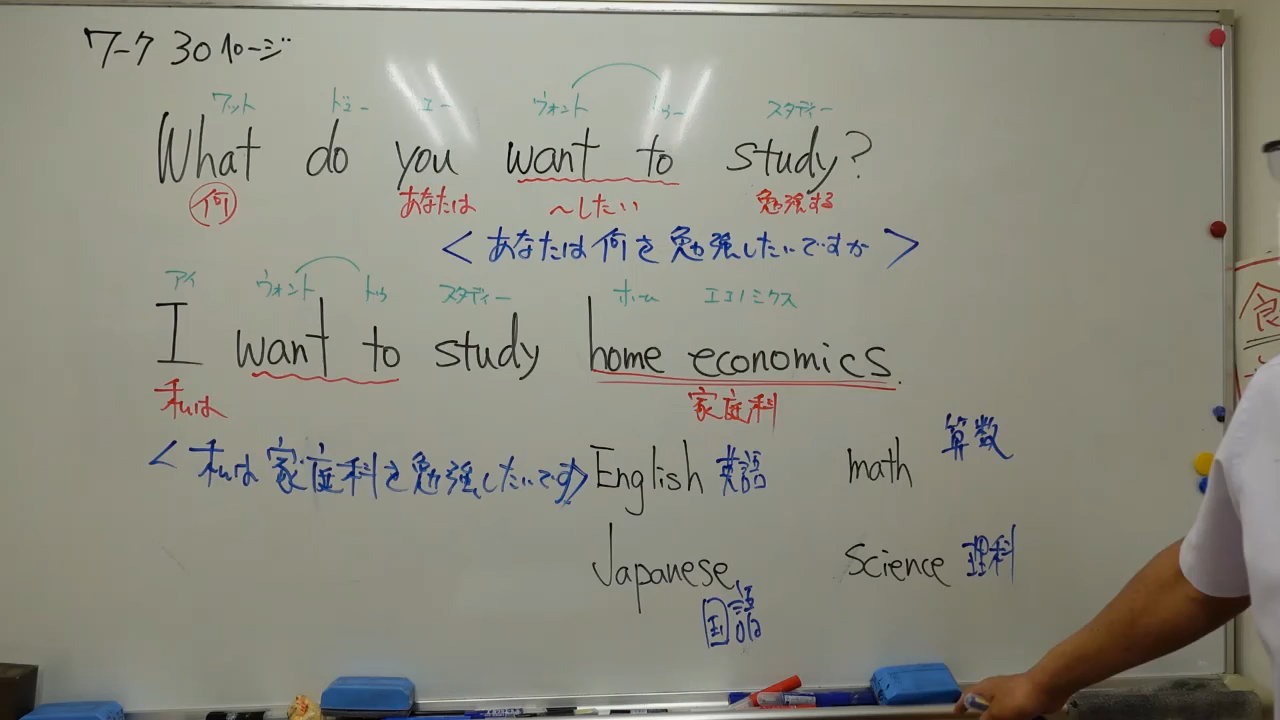 ワーク 30ページ
ワット ドュー ユー ウォント トゥー スタディー
What do you want to study?
何 あなたは ～したい 勉強する
＜あなたは何を勉強したいですか＞
アイ ウォント トゥ スタディー ホーム エコノミクス
I want to study home economics.
私は 家庭科
＜私は家庭科を勉強したいです＞
English 英語 math 算数
Japanese 国語 Science 理科
食